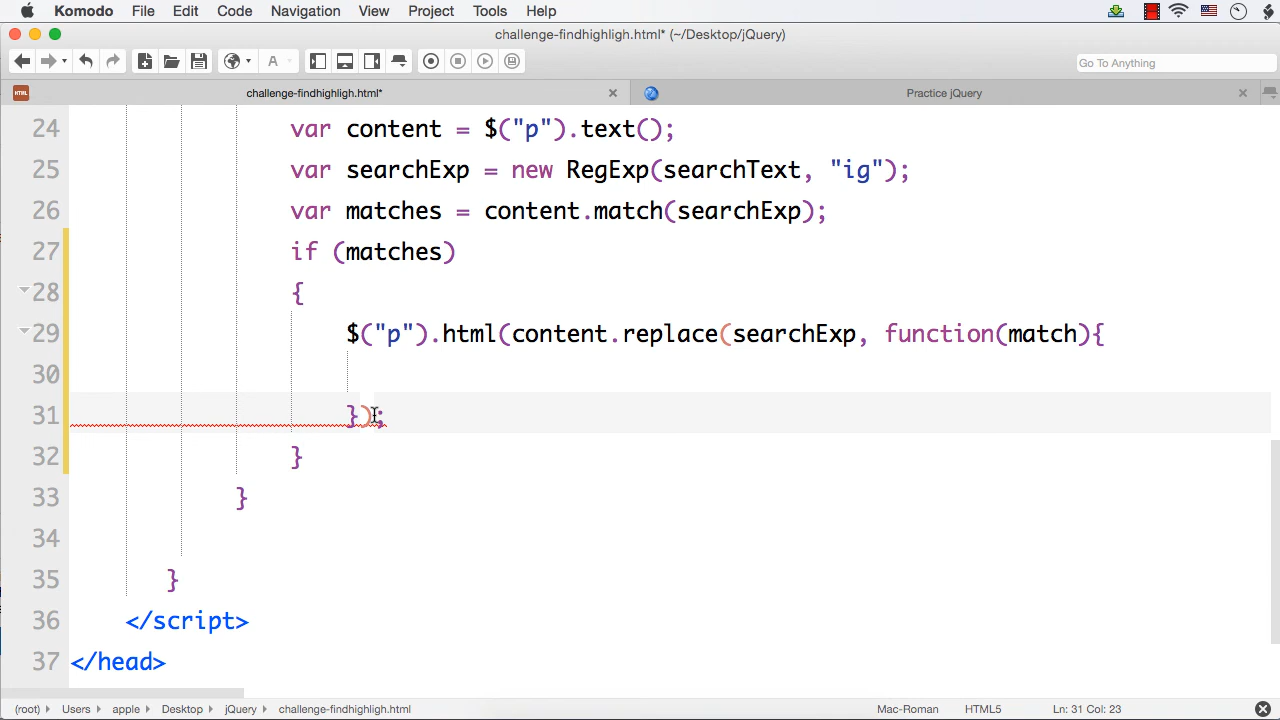 Komodo File Edit Code Navigation View Project Tools Help
challenge-findhighligh.html* (~/Desktop/jQuery)
A Go To Anything
HTML challenge-findhighligh.html* Practice jQuery
24 var content = $("p").text();
25 var searchExp = new RegExp(searchText, "ig");
26 var matches = content.match(searchExp);
27 if (matches)
28 {
29 $("p").html(content.replace(searchExp, function(match){
30
31 });
32 }
33 }
34
35 }
36 </script>
37 </head>
(root) Users apple Desktop jQuery challenge-findhighligh.html Mac-Roman HTML5 Ln: 31 Col: 23